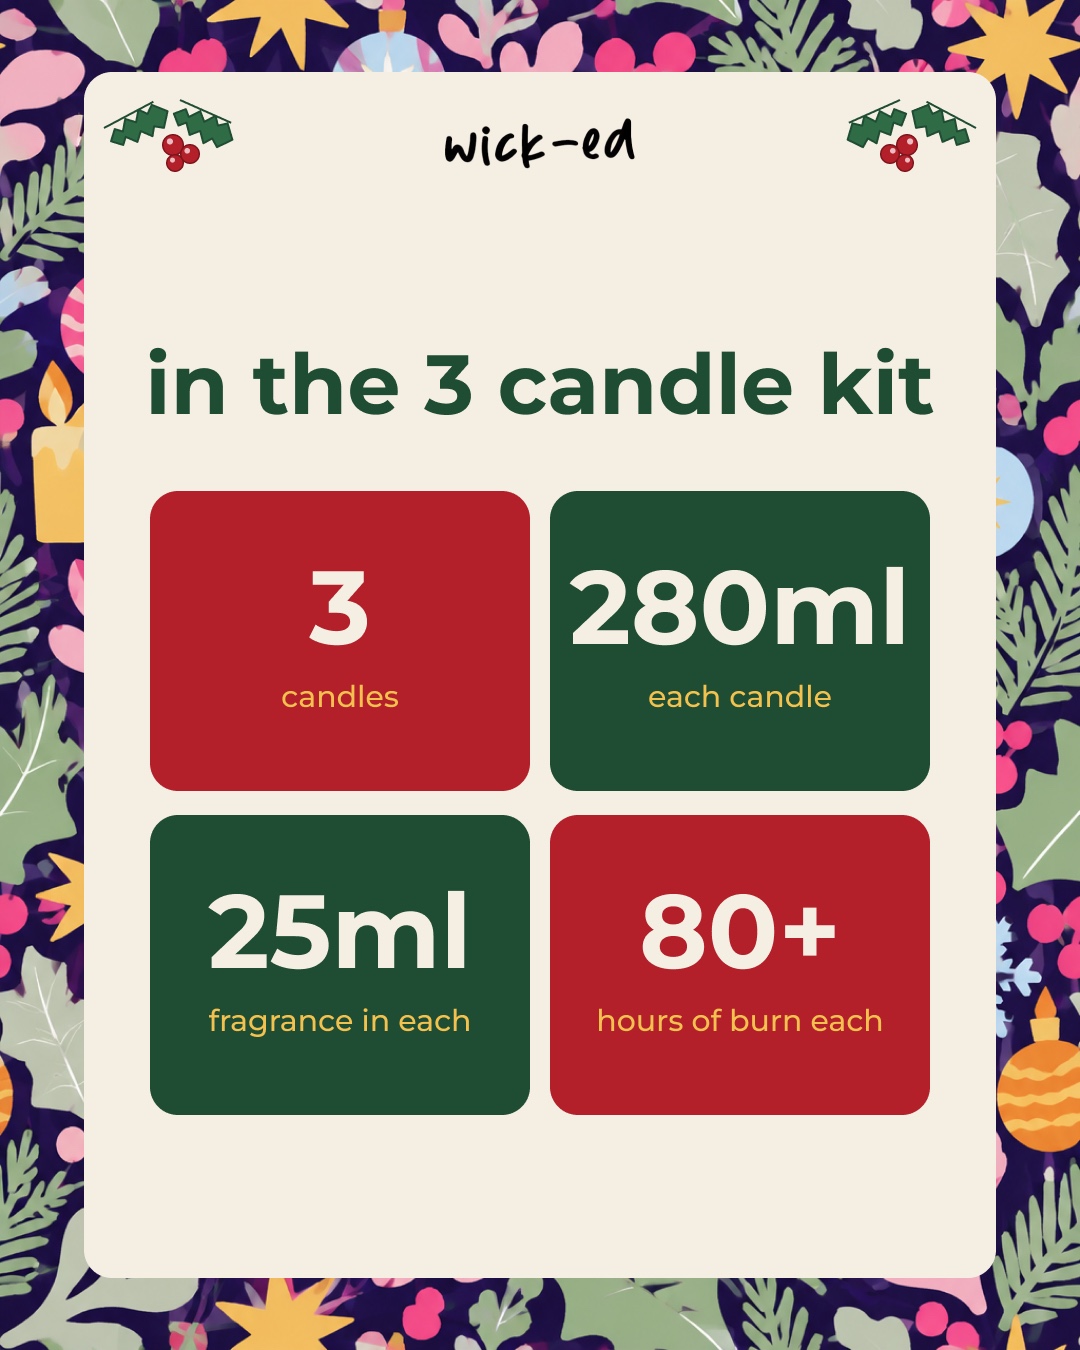 wick-ed
in the 3 candle kit
3
candles
280ml
each candle
25ml
fragrance in each
80+
hours of burn each